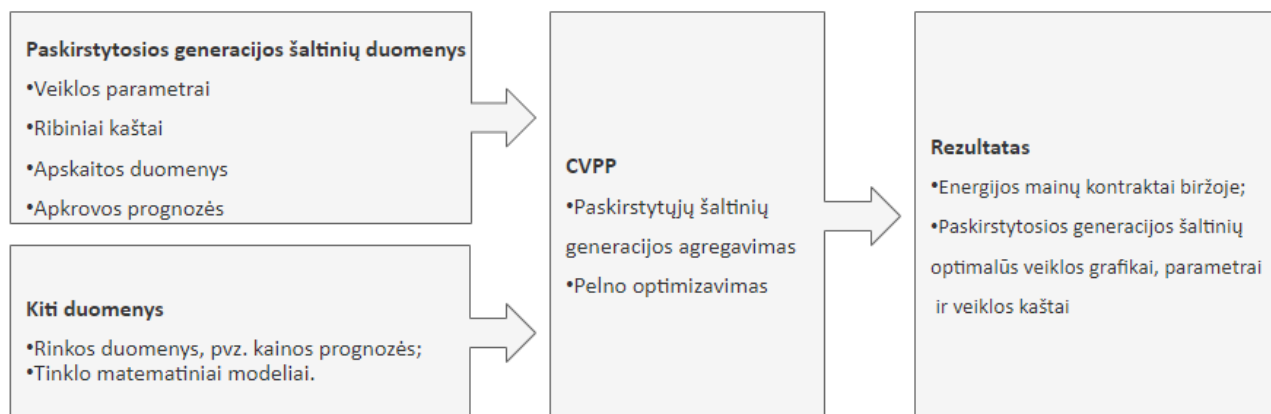 Paskirstytosios generacijos šaltinių duomenys
•Veiklos parametrai
•Ribiniai kaštai
•Apskaitos duomenys
•Apkrovos prognozės
Kiti duomenys
•Rinkos duomenys, pvz. kainos prognozės;
•Tinklo matematiniai modeliai.
CVPP
•Paskirstytųjų šaltinių
generacijos agregavimas
•Pelno optimizavimas
Rezultatas
•Energijos mainų kontraktai biržoje;
•Paskirstytosios generacijos šaltinių
optimalūs veiklos grafikai, parametrai
ir veiklos kaštai